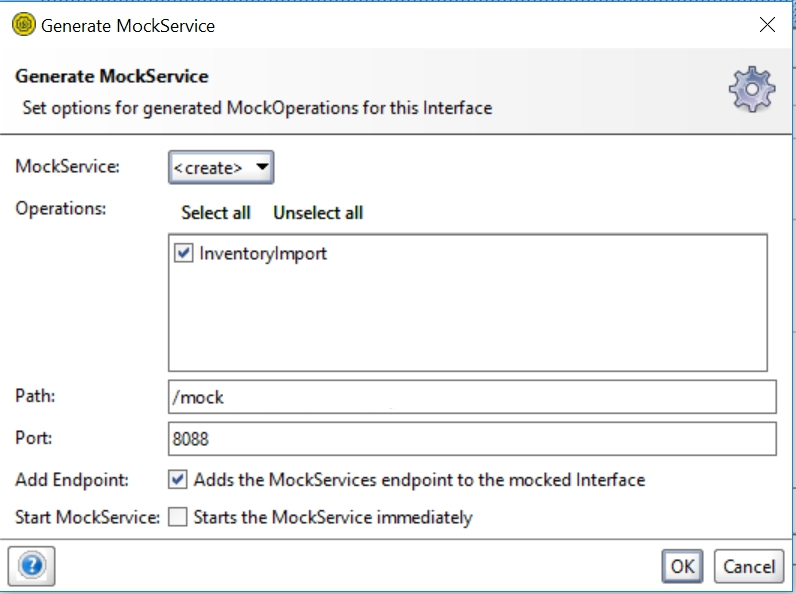 Generate MockService
Generate MockService
Set options for generated MockOperations for this Interface
MockService: <create>
Operations: Select all Unselect all
InventoryImport
Path: /mock
Port: 8088
Add Endpoint: Adds the MockServices endpoint to the mocked Interface
Start MockService: Starts the MockService immediately
? OK Cancel